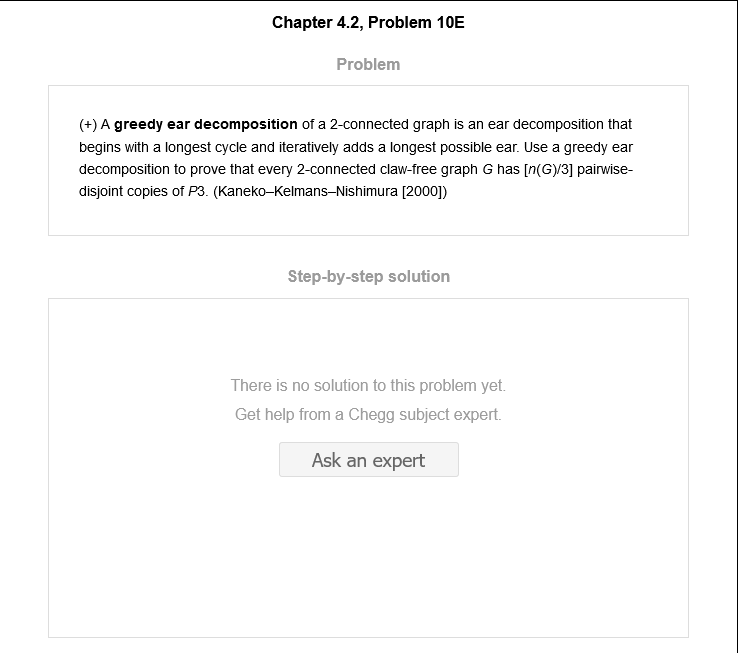 Chapter 4.2, Problem 10E
Problem
(+) A greedy ear decomposition of a 2-connected graph is an ear decomposition that
begins with a longest cycle and iteratively adds a longest possible ear. Use a greedy ear
decomposition to prove that every 2-connected claw-free graph G has [n(G)/3] pairwise-
disjoint copies of P3. (Kaneko–Kelmans–Nishimura [2000])
Step-by-step solution
There is no solution to this problem yet.
Get help from a Chegg subject expert.
Ask an expert